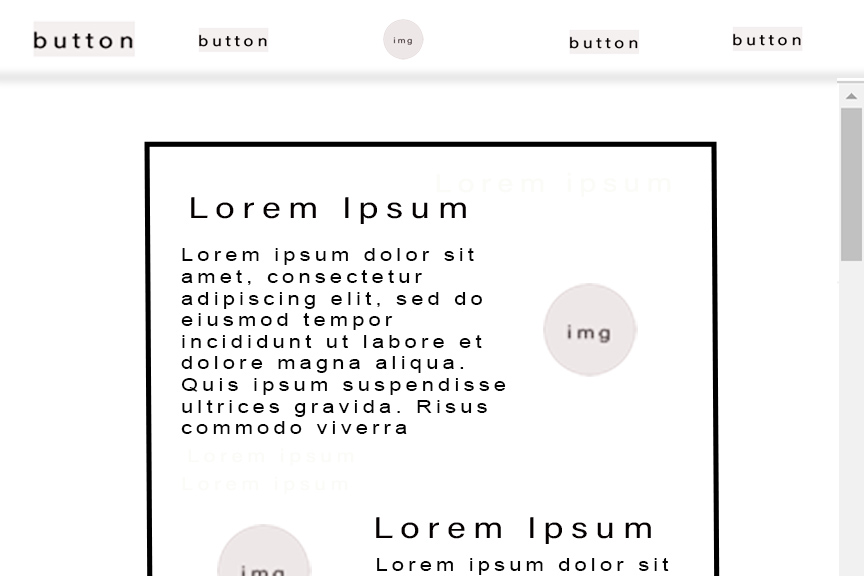 button
button
img
button
button
Lorem ipsum
Lorem Ipsum
Lorem ipsum dolor sit
amet, consectetur
adipiscing elit, sed do
eiusmod tempor
incididunt ut labore et
dolore magna aliqua.
Quis ipsum suspendisse
ultrices gravida. Risus
commodo viverra
img
Lorem ipsum
Lorem ipsum
Lorem Ipsum
Lorem ipsum dolor sit
img